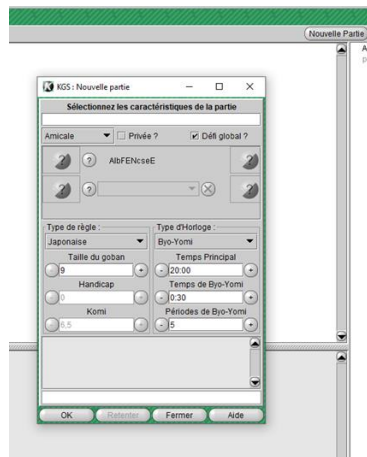 Nouvelle Partie
A
p
KGS : Nouvelle partie
Sélectionnez les caractéristiques de la partie
Amicale Privée ? Défi global ?
? ? AlbFENcseE ?
? ? ?
Type de règle : Type d'Horloge :
Japonaise Byo-Yomi
Taille du goban Temps Principal
- 9 + - 20:00 +
Handicap Temps de Byo-Yomi
- 0 + - 0:30 +
Komi Périodes de Byo-Yomi
- 6.5 + - 5 +
OK Retenter Fermer Aide